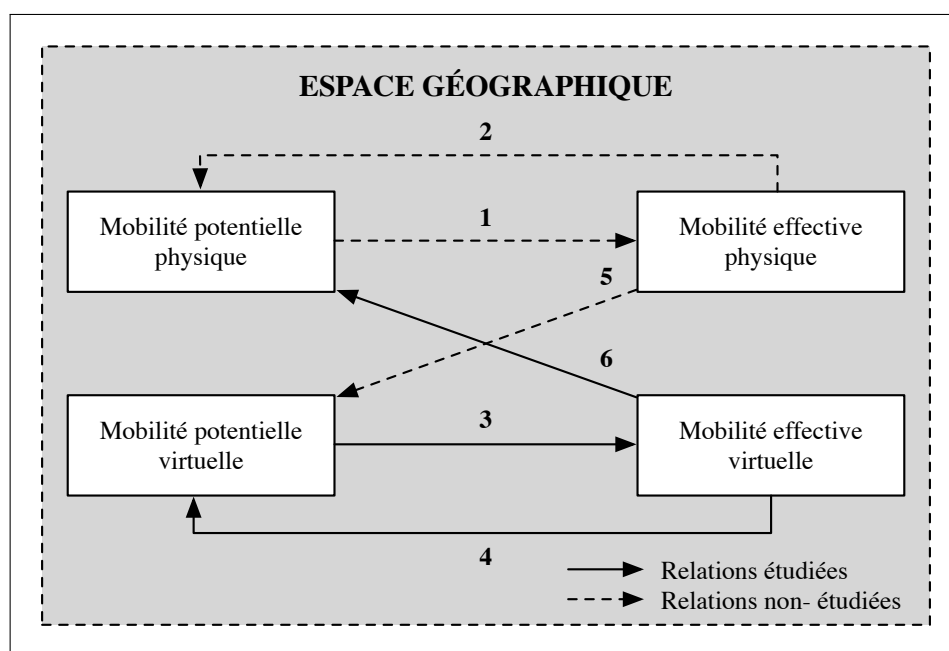 ESPACE GÉOGRAPHIQUE
2
Mobilité potentielle
physique
1
Mobilité effective
physique
5
6
Mobilité potentielle
virtuelle
3
Mobilité effective
virtuelle
4
Relations étudiées
Relations non- étudiées